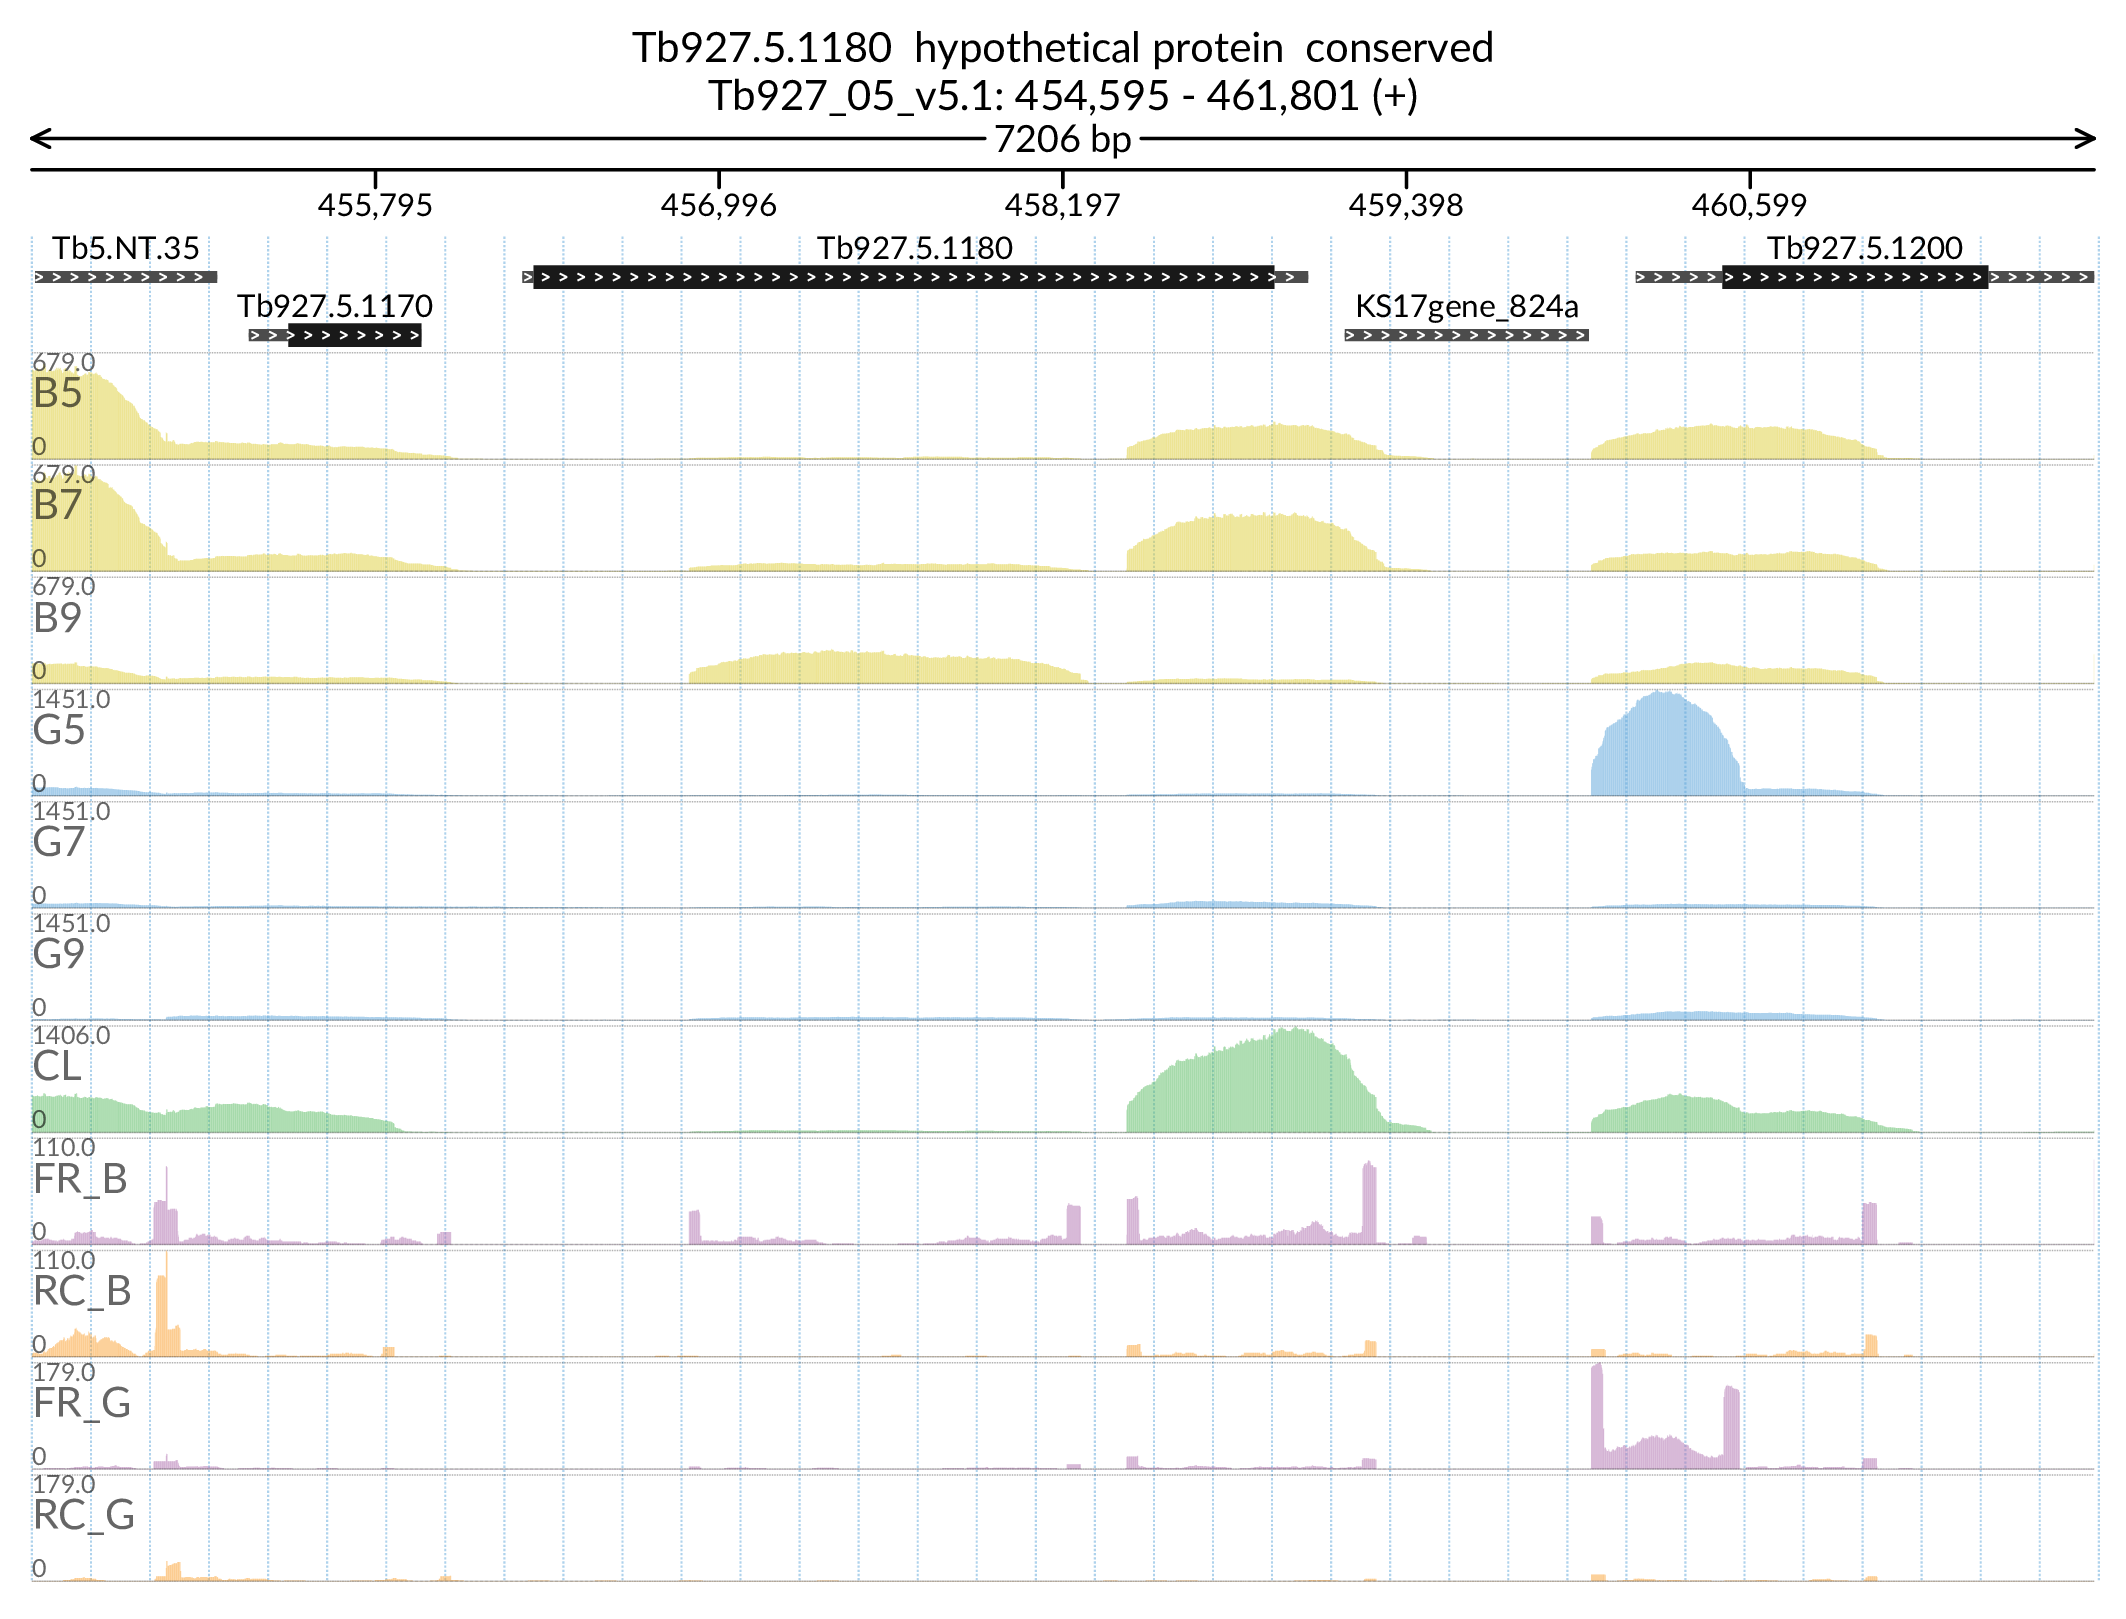 Tb927.5.1180 hypothetical protein conserved
Tb927_05_v5.1: 454,595 - 461,801 (+)
7206 bp
455,795 456,996 458,197 459,398 460,599
Tb5.NT.35 Tb927.5.1180 Tb927.5.1200
Tb927.5.1170 KS17gene_824a
679.0
B5
0
679.0
B7
0
679.0
B9
0
1451.0
G5
0
1451.0
G7
0
1451.0
G9
0
1406.0
CL
0
110.0
FR_B
0
110.0
RC_B
0
179.0
FR_G
0
179.0
RC_G
0